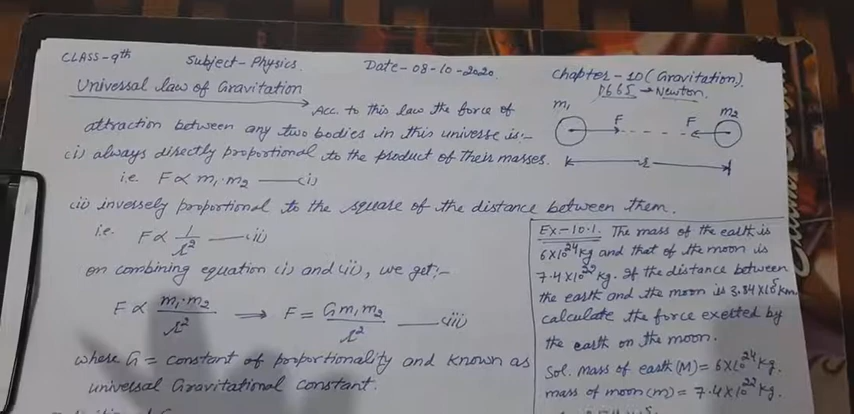 CLASS-9th Subject-Physics. Date-08-10-2020. Chapter-10 (Gravitation).
Universal law of Gravitation
1665 → Newton.
Acc. to this law the force of
attraction between any two bodies in this universe is:-
m₁ F F m₂
r
(i) always directly proportional to the product of their masses.
i.e. F∝ m₁.m₂ —(i)
(ii) inversely proportional to the square of the distance between them.
i.e. F∝ 1/r² —(ii)
on combining equation (i) and (ii), we get:-
F∝ m₁.m₂/r² → F = Gm₁m₂/r² —(iii)
where G = constant of proportionality and known as
universal Gravitational constant.
Ex.-10.1. The mass of the earth is
6×10²⁴kg and that of the moon is
7.4×10²²kg. If the distance between
the earth and the moon is 3.84×10⁵km
calculate the force exerted by
the earth on the moon.
Sol. Mass of earth (M) = 6×10²⁴kg.
mass of moon (m) = 7.4×10²²kg.